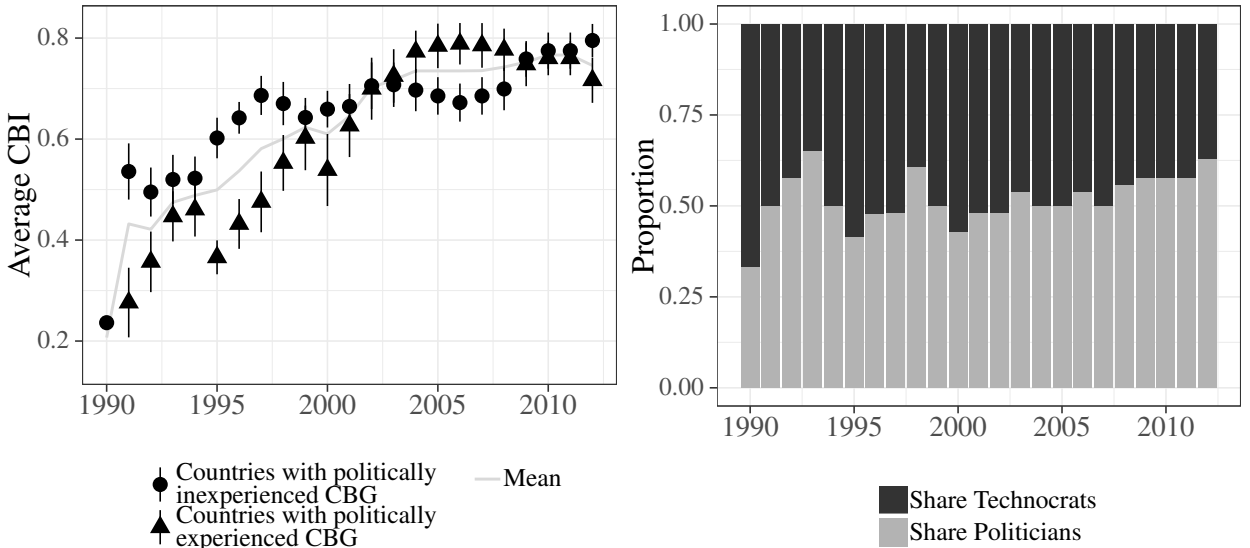 0.8
0.6
0.4
0.2
Average CBI
1990
1995
2000
2005
2010
Countries with politically
inexperienced CBG
Countries with politically
experienced CBG
Mean
1.00
0.75
0.50
0.25
0.00
Proportion
1990
1995
2000
2005
2010
Share Technocrats
Share Politicians